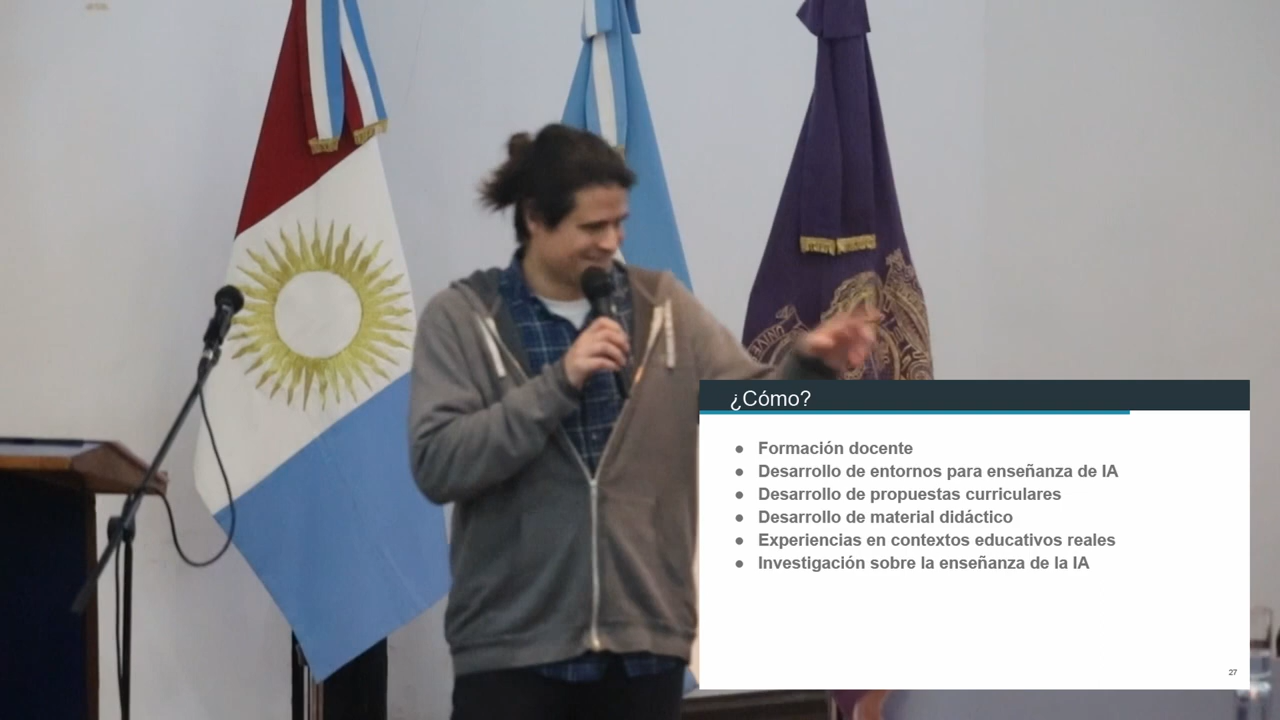 ¿Cómo?
● Formación docente
● Desarrollo de entornos para enseñanza de IA
● Desarrollo de propuestas curriculares
● Desarrollo de material didáctico
● Experiencias en contextos educativos reales
● Investigación sobre la enseñanza de la IA
27